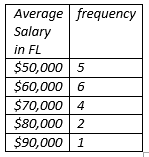 Average frequency
Salary
in FL
$50,000 5
$60,000 6
$70,000 4
$80,000 2
$90,000 1